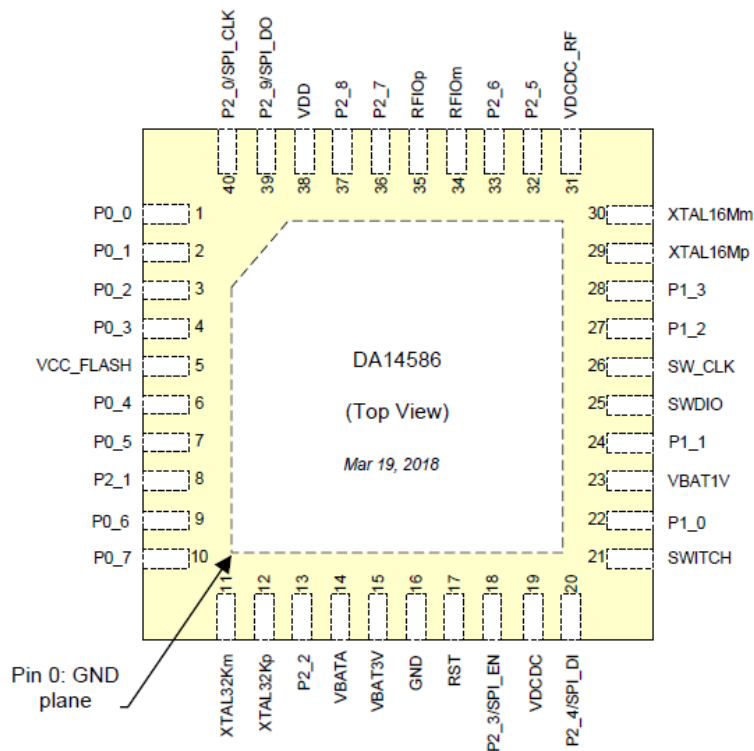 P2_0/SPI_CLK
P2_9/SPI_DO
VDD
P2_8
P2_7
RFIOp
RFIOm
P2_6
P2_5
VDCDC_RF
40
39
38
37
36
35
34
33
32
31
P0_0 1
P0_1 2
P0_2 3
P0_3 4
VCC_FLASH 5
P0_4 6
P0_5 7
P2_1 8
P0_6 9
P0_7 10
30 XTAL16Mm
29 XTAL16Mp
28 P1_3
27 P1_2
26 SW_CLK
25 SWDIO
24 P1_1
23 VBAT1V
22 P1_0
21 SWITCH
DA14586
(Top View)
Mar 19, 2018
11
12
13
14
15
16
17
18
19
20
XTAL32Km
XTAL32Kp
P2_2
VBATA
VBAT3V
GND
RST
P2_3/SPI_EN
VDCDC
P2_4/SPI_DI
Pin 0: GND
plane